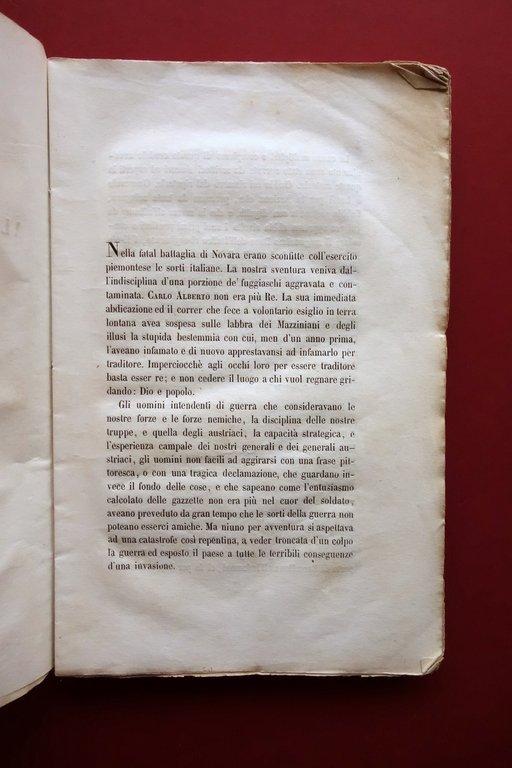 Nella fatal battaglia di Novara erano sconfitte coll'esercito
piemontese le sorti italiane. La nostra sventura veniva dal-
l'indisciplina d'una porzione de' fuggiaschi aggravata e con-
taminata. CARLO ALBERTO non era più Re. La sua immediata
abdicazione ed il correr che fece a volontario esiglio in terra
lontana avea sospesa sulle labbra dei Mazziniani e degli
illusi la stupida bestemmia con cui, men d'un anno prima,
l'aveano infamato e di nuovo apprestavansi ad infamarlo per
traditore. Imperciocchè agli occhi loro per essere traditore
basta esser re; e non cedere il luogo a chi vuol regnare gri-
dando: Dio e popolo.
Gli uomini intendenti di guerra che consideravano le
nostre forze e le forze nemiche, la disciplina delle nostre
truppe, e quella degli austriaci, la capacità strategica, e
l'esperienza campale dei nostri generali e dei generali au-
striaci, gli uomini non facili ad aggirarsi con una frase pit-
toresca, o con una tragica declamazione, che guardano in-
vece il fondo delle cose, e che sapeano come l'entusiasmo
calcolato delle gazzette non era più nel cuor del soldato,
aveano preveduto da gran tempo che le sorti della guerra non
poteano esserci amiche. Ma niuno per avventura si aspettava
ad una catastrofe così repentina, a veder troncata d'un colpo
la guerra ed esposto il paese a tutte le terribili conseguenze
d'una invasione.